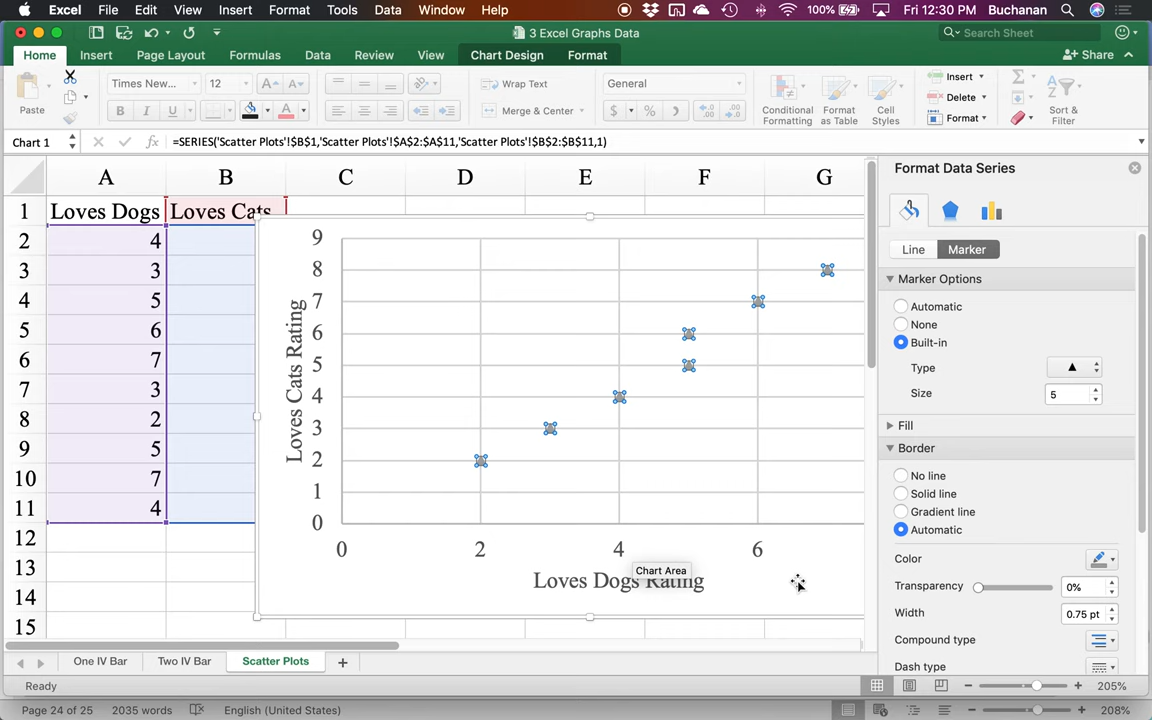 Excel File Edit View Insert Format Tools Data Window Help 100% Fri 12:30 PM Buchanan
3 Excel Graphs Data Search Sheet
Home Insert Page Layout Formulas Data Review View Chart Design Format Share
Paste Times New... 12 A A Wrap Text General Conditional Formatting Format as Table Cell Styles Insert Delete Format Sort & Filter
B I U A Merge & Center $ % )
Chart 1 fx =SERIES('Scatter Plots'!$B$1,'Scatter Plots'!$A$2:$A$11,'Scatter Plots'!$B$2:$B$11,1)
A B C D E F G
1 Loves Dogs Loves Cats
2 4
3 3
4 5
5 6
6 7
7 3
8 2
9 5
10 7
11 4
12
13
14
15
9
8
7
6
5
4
3
2
1
0
0 2 4 6
Loves Cats Rating
Chart Area
Loves Dogs Rating
Format Data Series
Line Marker
Marker Options
Automatic
None
Built-in
Type
Size 5
Fill
Border
No line
Solid line
Gradient line
Automatic
Color
Transparency 0%
Width 0.75 pt
Compound type
Dash type
One IV Bar Two IV Bar Scatter Plots +
Ready 205%
Page 24 of 25 2035 words English (United States) 208%